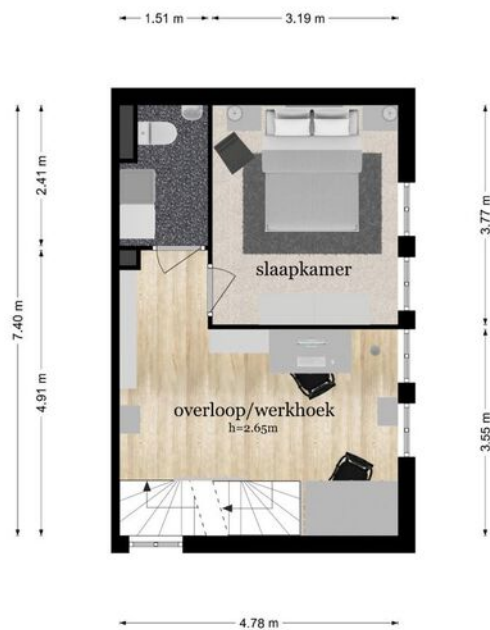 1.51 m
3.19 m
2.41 m
3.77 m
slaapkamer
7.40 m
4.91 m
overloop/werkhoek
h=2.65m
3.55 m
4.78 m